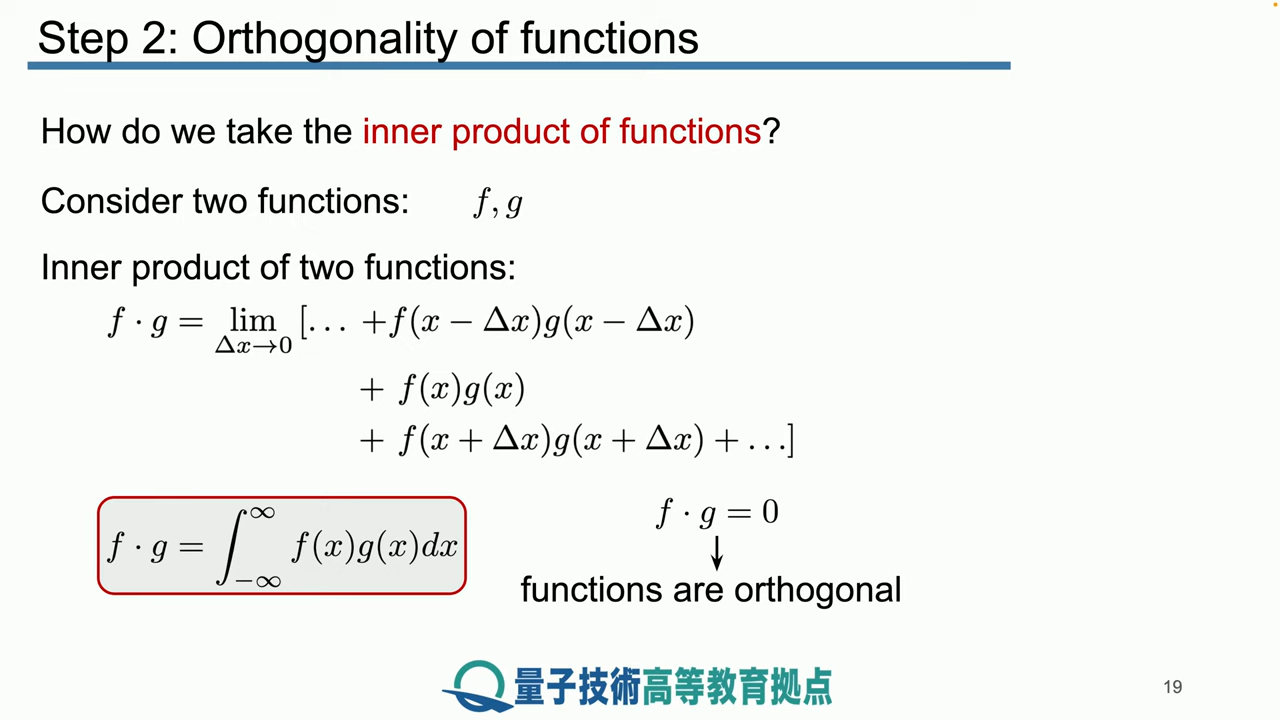 Step 2: Orthogonality of functions
How do we take the inner product of functions?
Consider two functions: f, g
Inner product of two functions:
f · g = lim_{Δx→0} [… +f(x − Δx)g(x − Δx)
+ f(x)g(x)
+ f(x + Δx)g(x + Δx) + …]
f · g = ∫_{−∞}^{∞} f(x)g(x)dx
f · g = 0
↓
functions are orthogonal
量子技術高等教育拠点
19